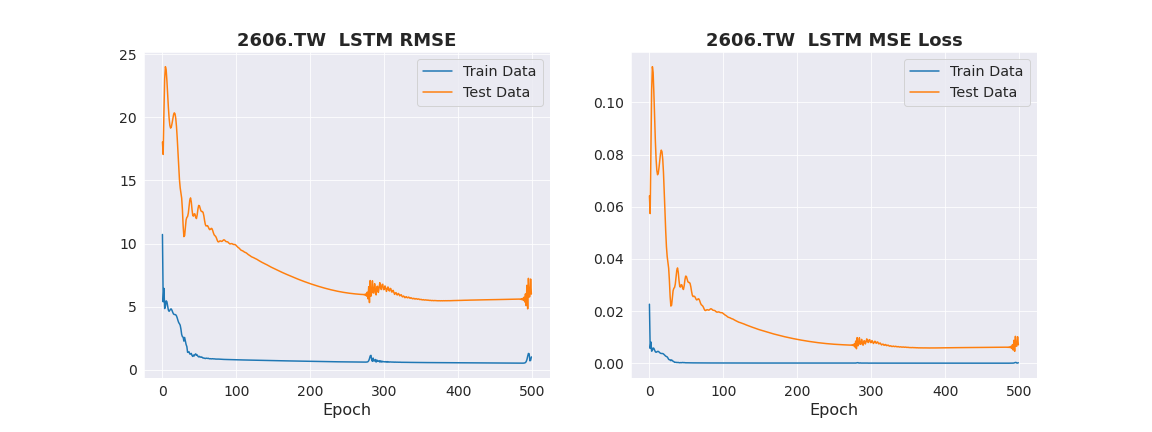 2606.TW  LSTM RMSE
25
20
15
10
5
0
0 100 200 300 400 500
Epoch
Train Data
Test Data
2606.TW  LSTM MSE Loss
0.10
0.08
0.06
0.04
0.02
0.00
0 100 200 300 400 500
Epoch
Train Data
Test Data